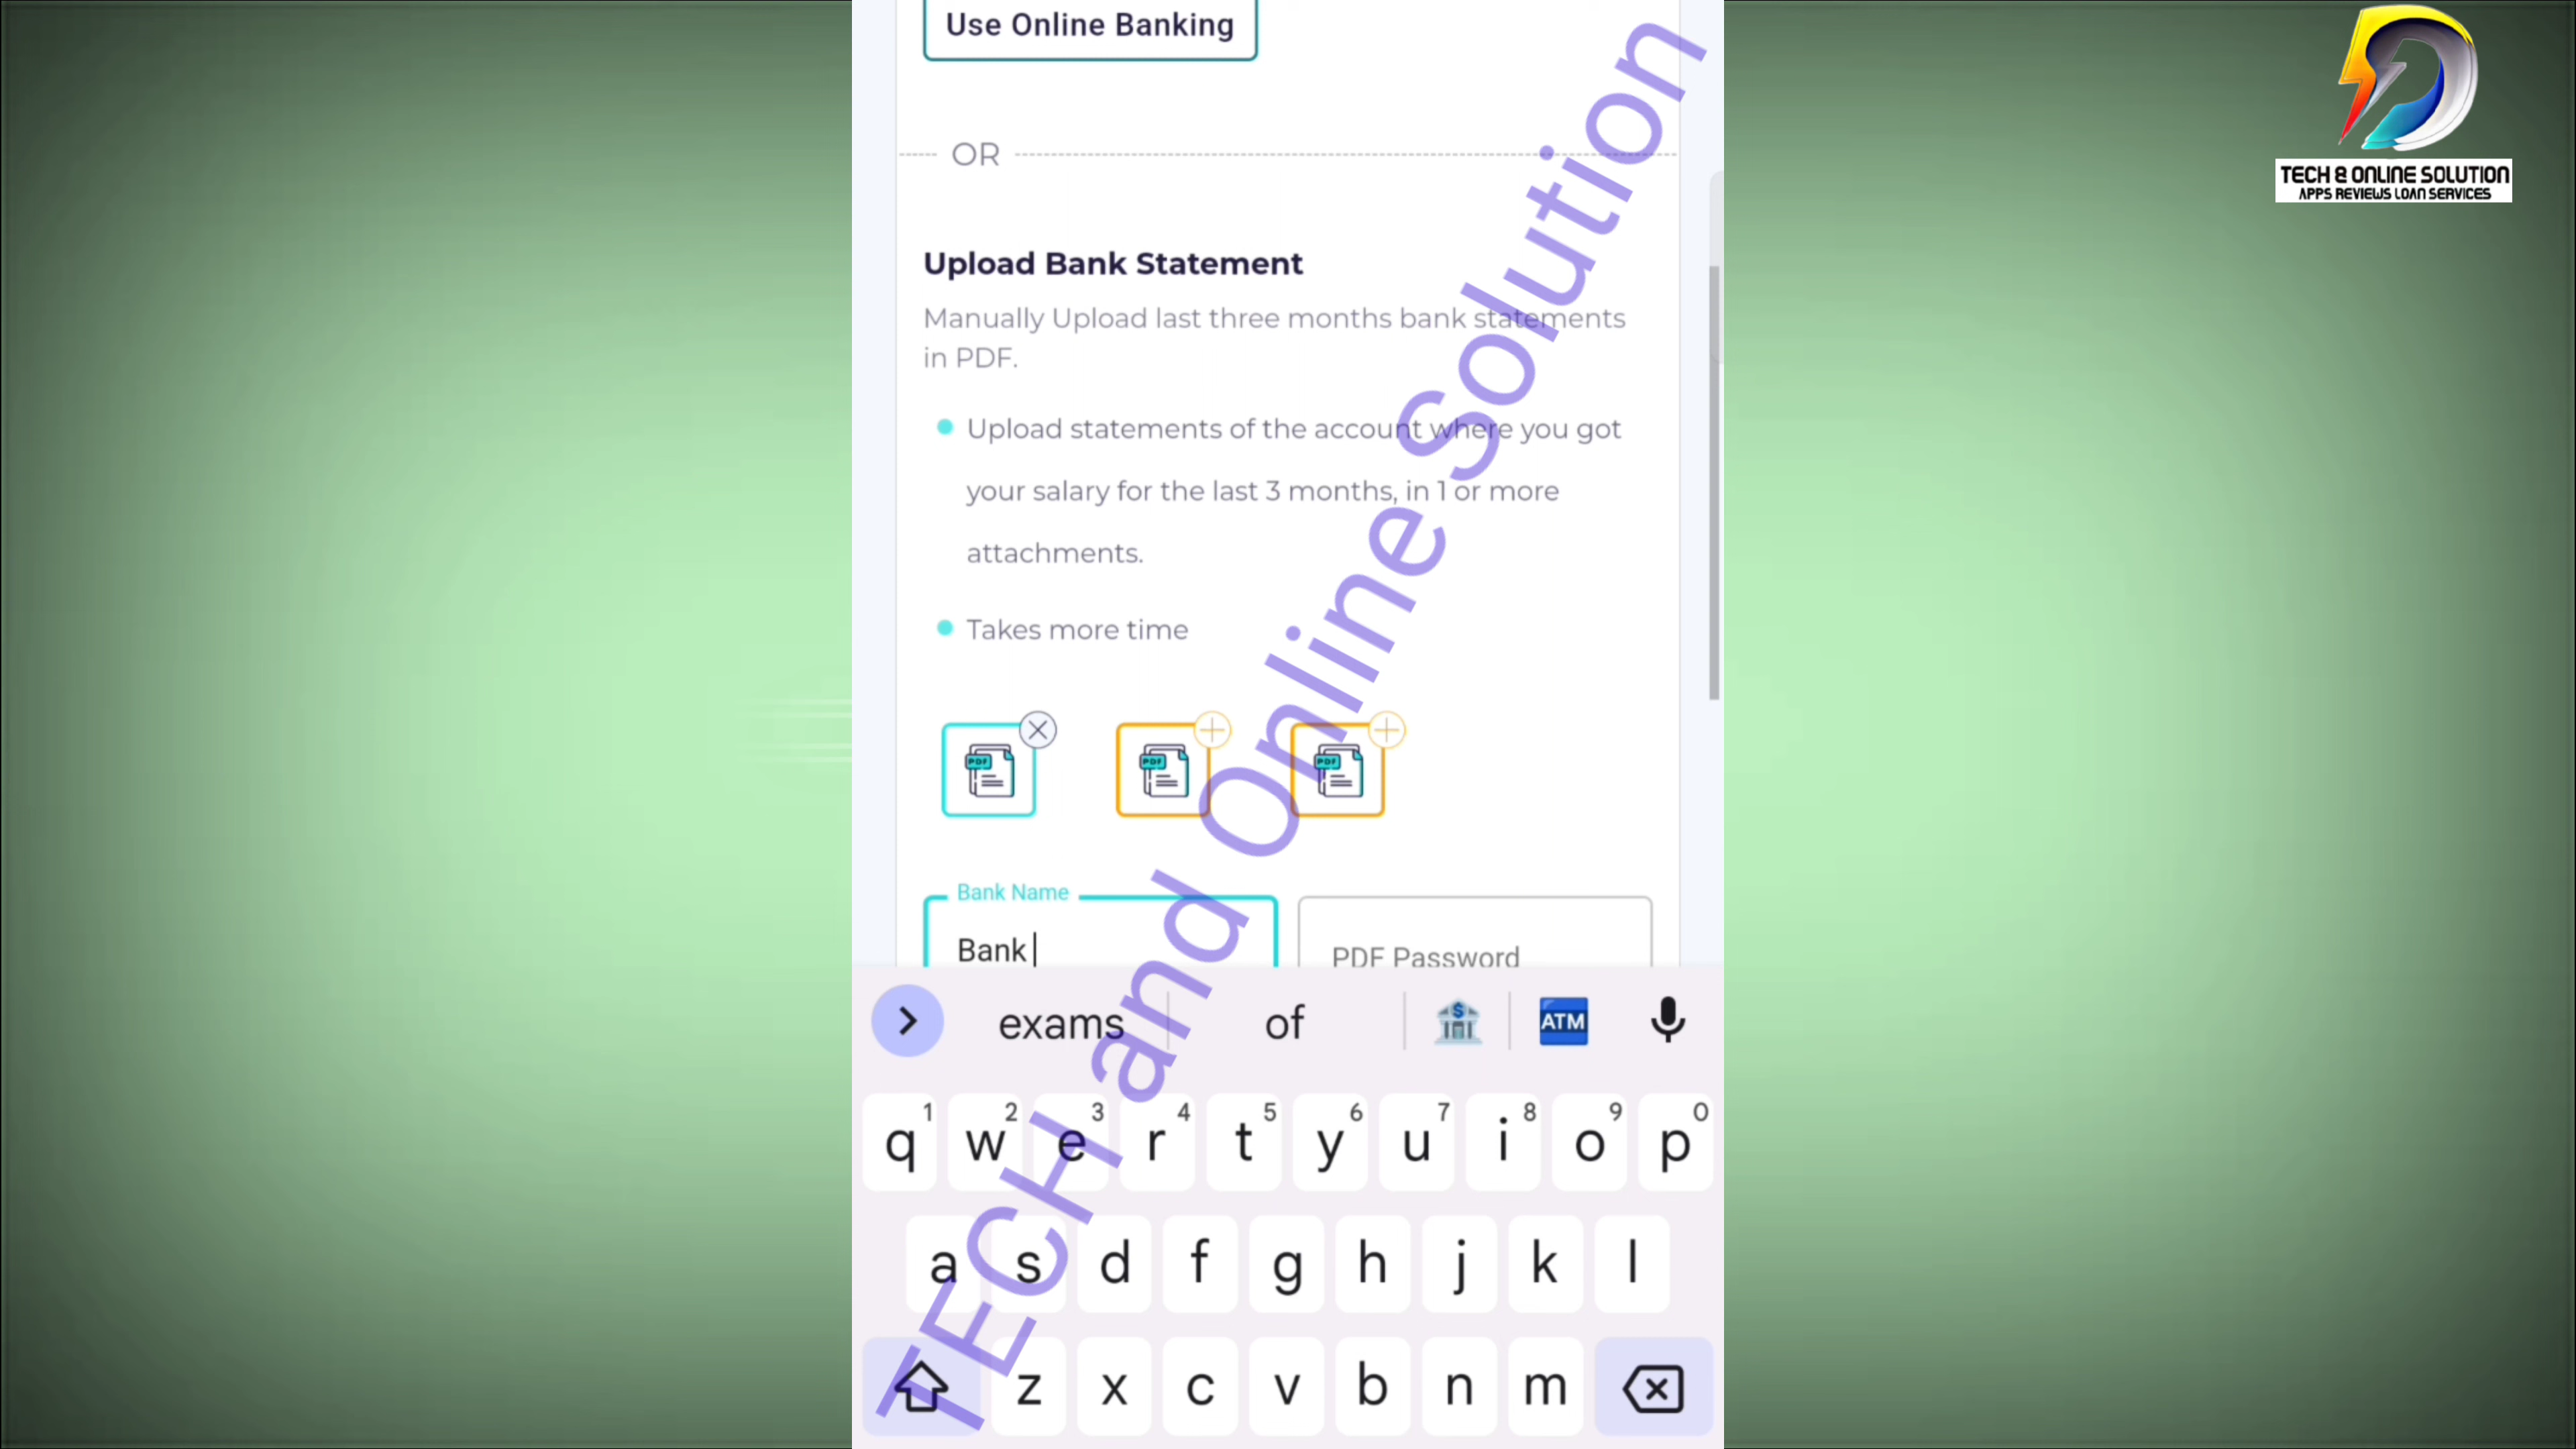 Use Online Banking
TECH & ONLINE SOLUTION
APPS REVIEWS LOAN SERVICES
OR
Upload Bank Statement
Manually Upload last three months bank statements
in PDF.
Upload statements of the account where you got
your salary for the last 3 months, in 1 or more
attachments.
Takes more time
PDF
PDF
PDF
Bank Name
Bank
PDF Password
TECH and Online Solution
exams
of
$
ATM
q 1 w 2 e 3 r 4 t 5 y 6 u 7 i 8 o 9 p 0
a s d f g h j k l
z x c v b n m